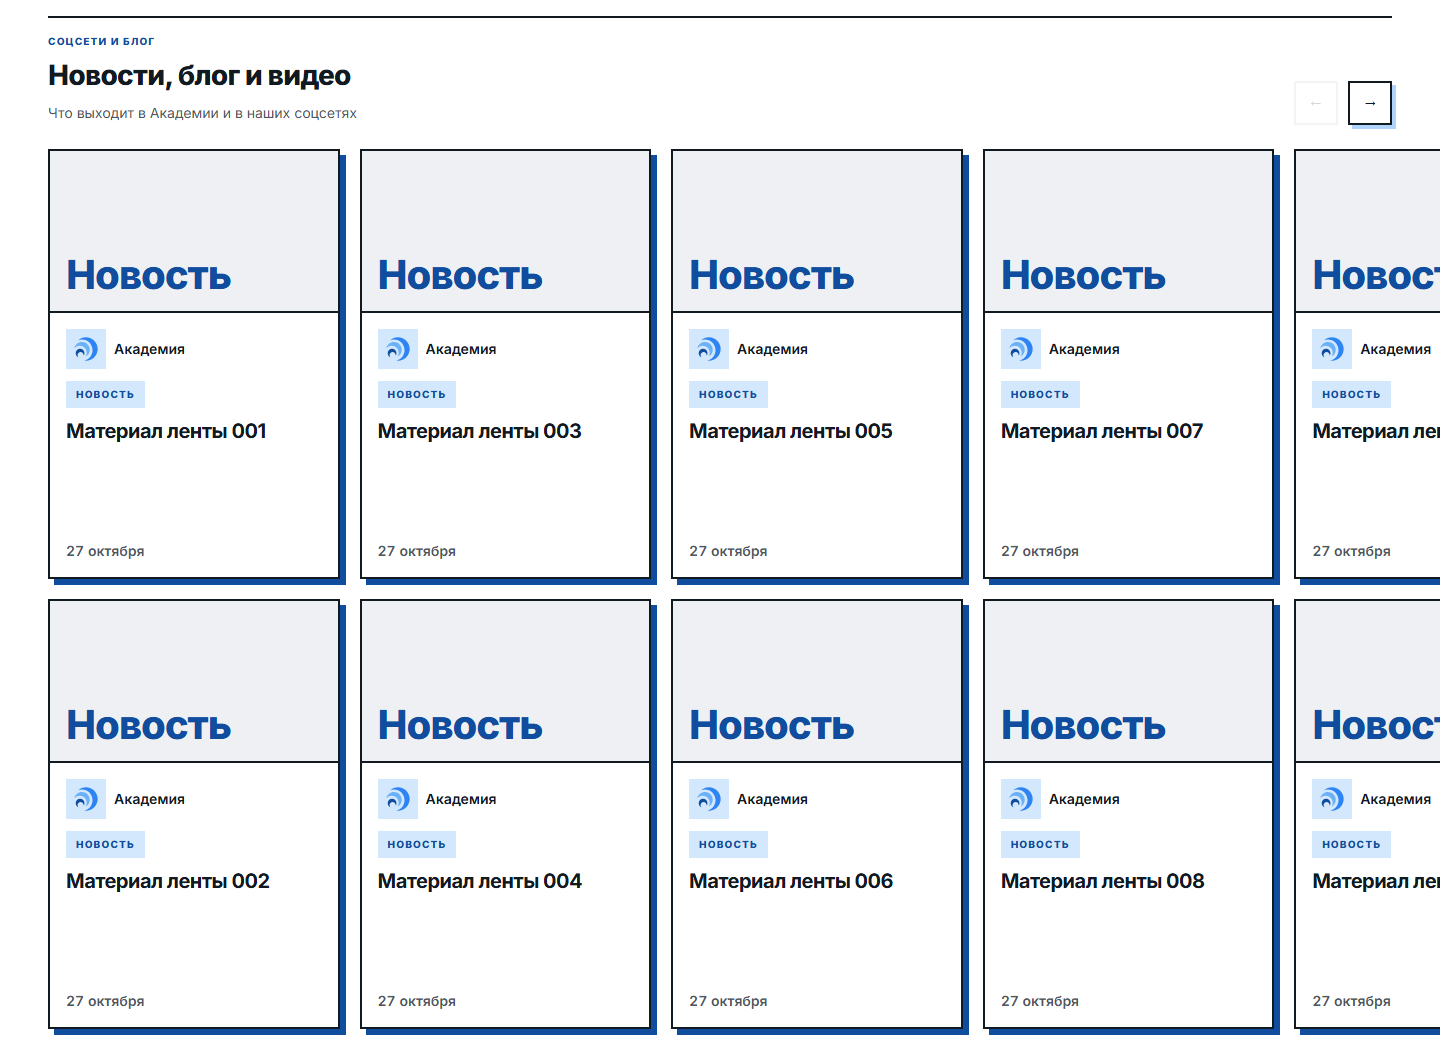 СОЦСЕТИ И БЛОГ
Новости, блог и видео
Что выходит в Академии и в наших соцсетях
← →
Новость
Академия
НОВОСТЬ
Материал ленты 001
27 октября
Новость
Академия
НОВОСТЬ
Материал ленты 003
27 октября
Новость
Академия
НОВОСТЬ
Материал ленты 005
27 октября
Новость
Академия
НОВОСТЬ
Материал ленты 007
27 октября
Академия
НОВОСТЬ
Материал
27 октября
Новость
Академия
НОВОСТЬ
Материал ленты 002
27 октября
Новость
Академия
НОВОСТЬ
Материал ленты 004
27 октября
Новость
Академия
НОВОСТЬ
Материал ленты 006
27 октября
Новость
Академия
НОВОСТЬ
Материал ленты 008
27 октября
Академия
НОВОСТЬ
Материал
27 октября